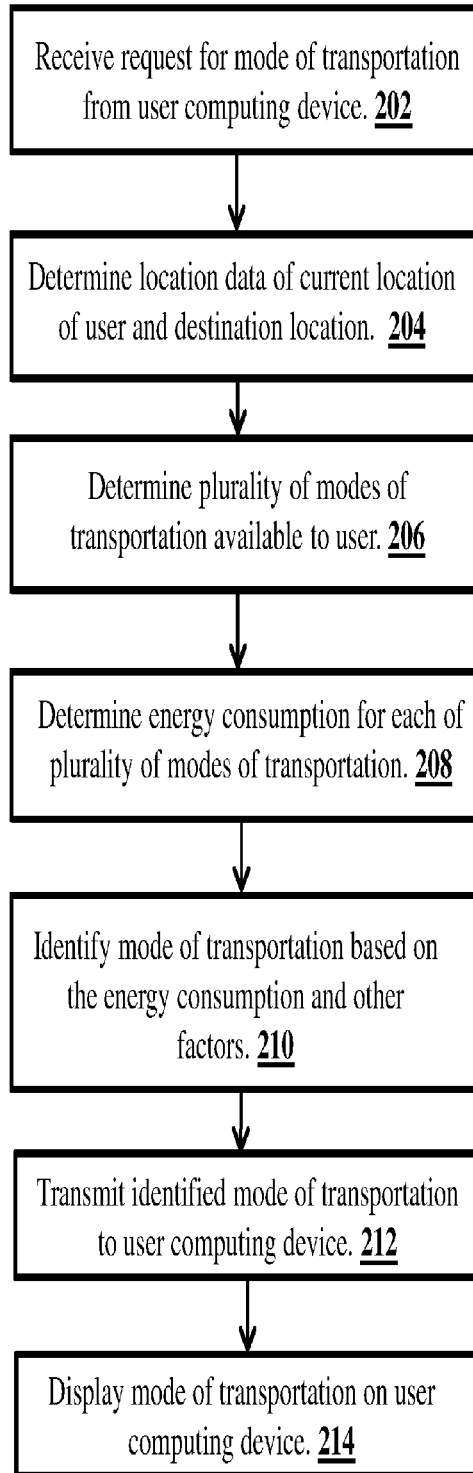 Receive request for mode of transportation
from user computing device. 202
Determine location data of current location
of user and destination location. 204
Determine plurality of modes of
transportation available to user. 206
Determine energy consumption for each of
plurality of modes of transportation. 208
Identify mode of transportation based on
the energy consumption and other
factors. 210
Transmit identified mode of transportation
to user computing device. 212
Display mode of transportation on user
computing device. 214